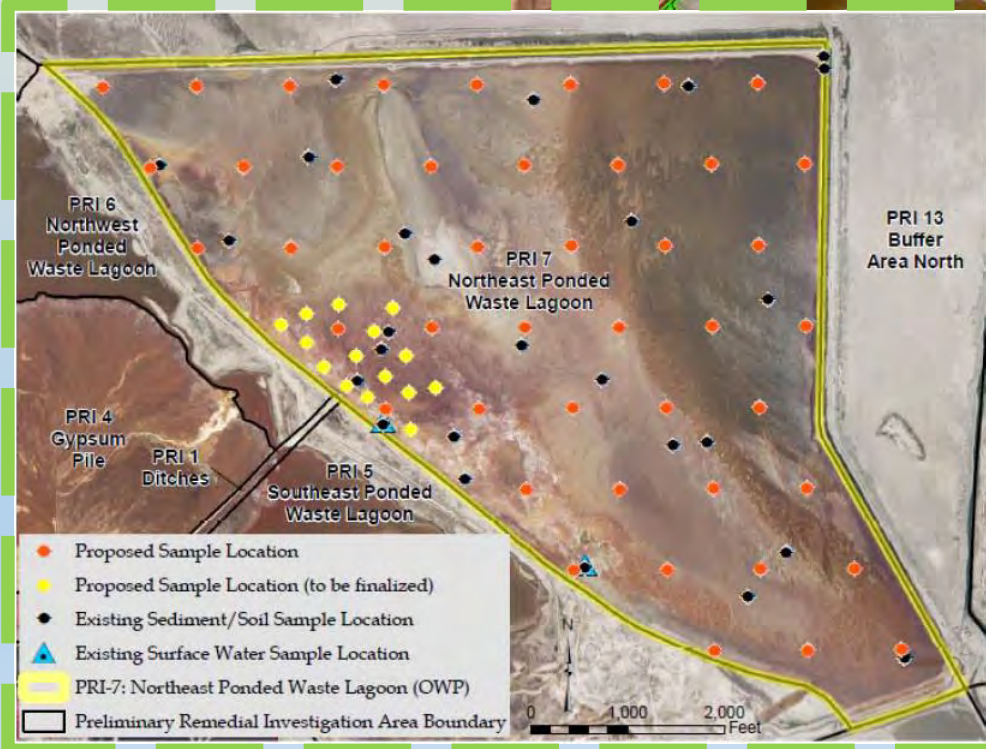 PRI 6
Northwest
Ponded
Waste Lagoon
PRI 13
Buffer
Area North
PRI 7
Northeast Ponded
Waste Lagoon
PRI 4
Gypsum
Pile
PRI 1
Ditches
PRI 5
Southeast Ponded
Waste Lagoon
Proposed Sample Location
Proposed Sample Location (to be finalized)
Existing Sediment/Soil Sample Location
Existing Surface Water Sample Location
PRI-7: Northeast Ponded Waste Lagoon (OWP)
Preliminary Remedial Investigation Area Boundary
N
0 1,000 2,000
Feet